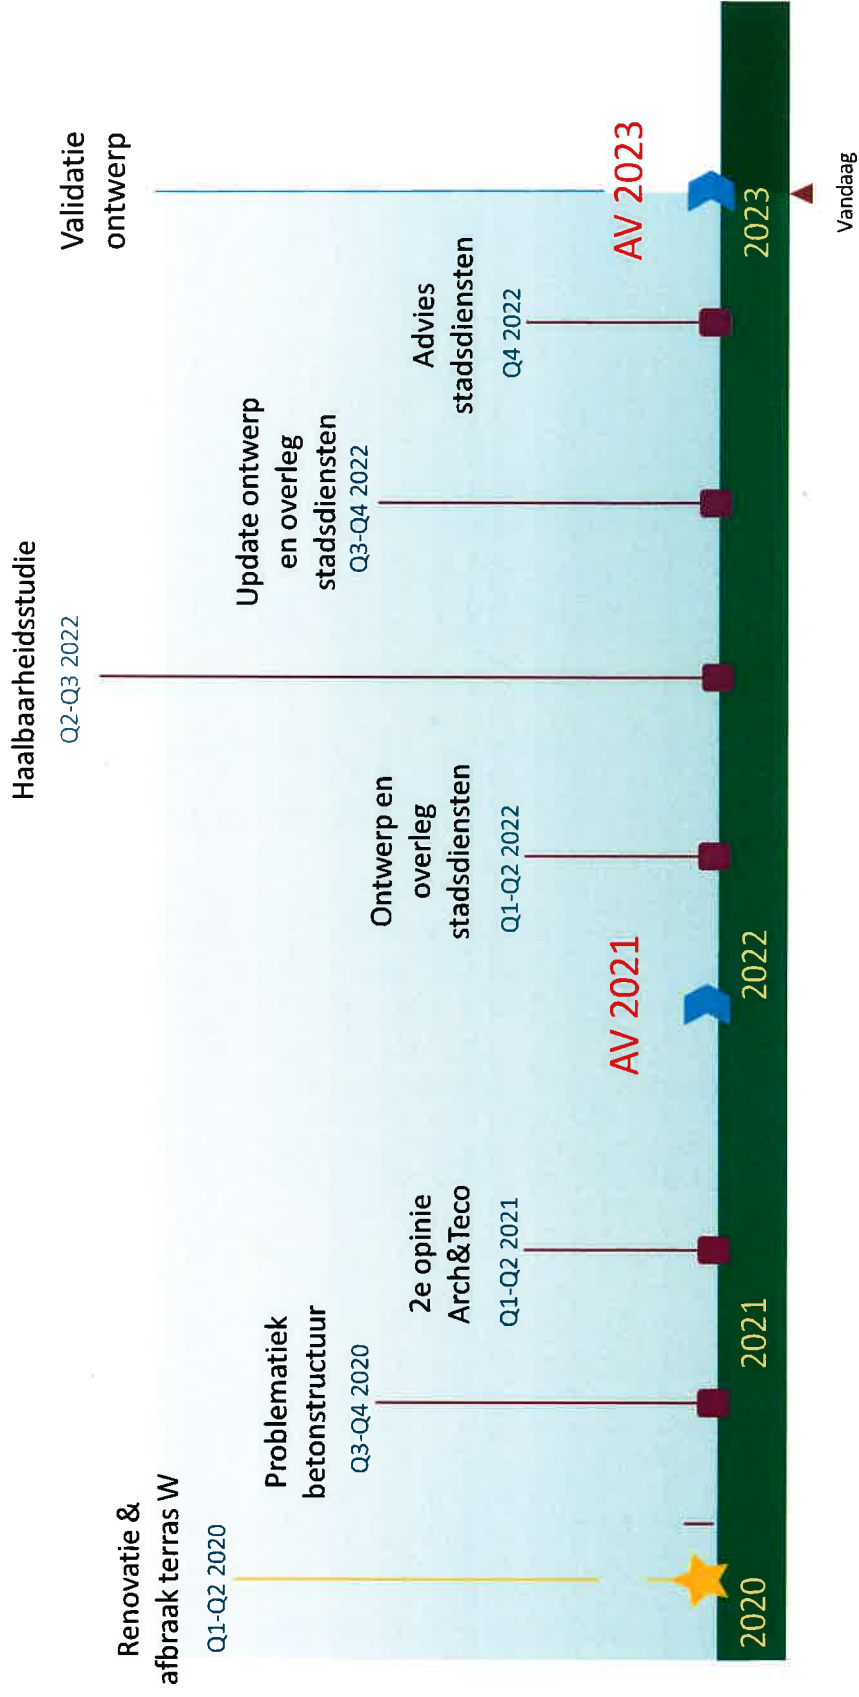 Renovatie &
afbraak terras W
Q1-Q2 2020
Problematiek
betonstructuur
Q3-Q4 2020
2e opinie
Arch&Teco
Q1-Q2 2021
AV 2021
Ontwerp en
overleg
stadsdiensten
Q1-Q2 2022
Haalbaarheidsstudie
Q2-Q3 2022
Update ontwerp
en overleg
stadsdiensten
Q3-Q4 2022
Advies
stadsdiensten
Q4 2022
Validatie
ontwerp
AV 2023
2020
2021
2022
2023
Vandaag